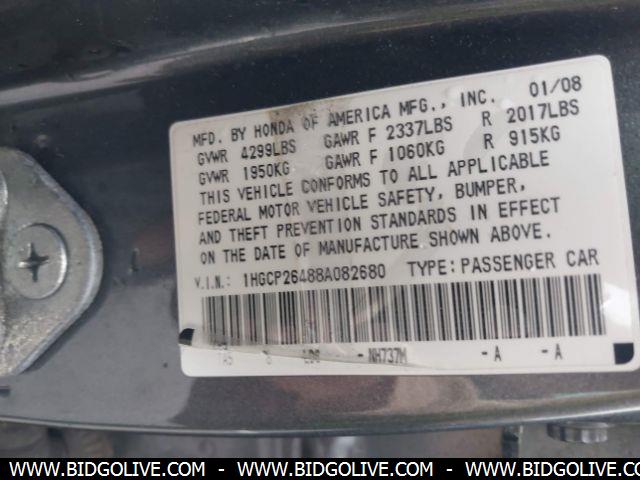 MFD. BY HONDA OF AMERICA MFG., INC. 01/08
GVWR 4299LBS GAWR F 2337LBS R 2017LBS
GVWR 1950KG GAWR F 1060KG R 915KG
THIS VEHICLE CONFORMS TO ALL APPLICABLE
FEDERAL MOTOR VEHICLE SAFETY, BUMPER,
AND THEFT PREVENTION STANDARDS IN EFFECT
ON THE DATE OF MANUFACTURE SHOWN ABOVE.
V.I.N.: 1HGCP26488A082680 TYPE: PASSENGER CAR
NH737M - A - A
WWW.BIDGOLIVE.COM - WWW.BIDGOLIVE.COM - WWW.BIDGOLIVE.COM